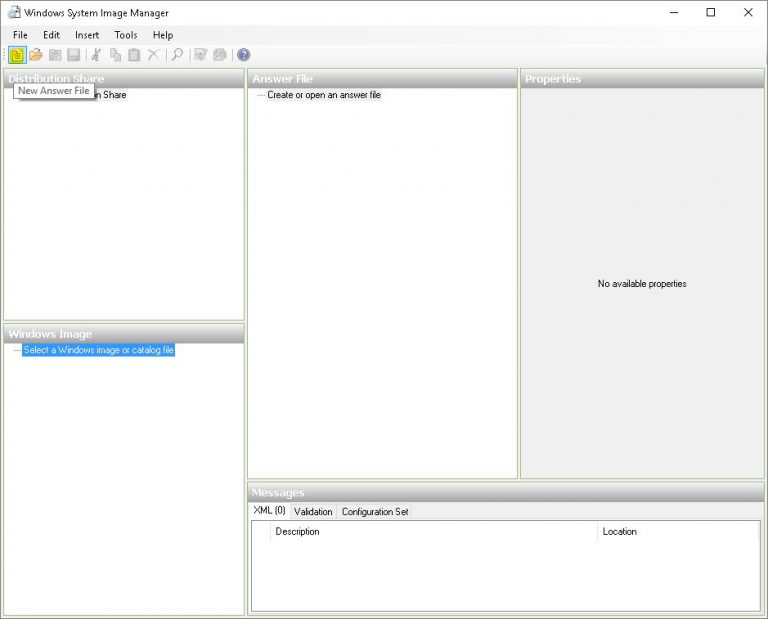 Windows System Image Manager
File Edit Insert Tools Help
Distribution Share
New Answer File
n Share
Answer File
Create or open an answer file
Properties
No available properties
Windows Image
Select a Windows image or catalog file
Messages
XML (0) Validation Configuration Set
Description Location